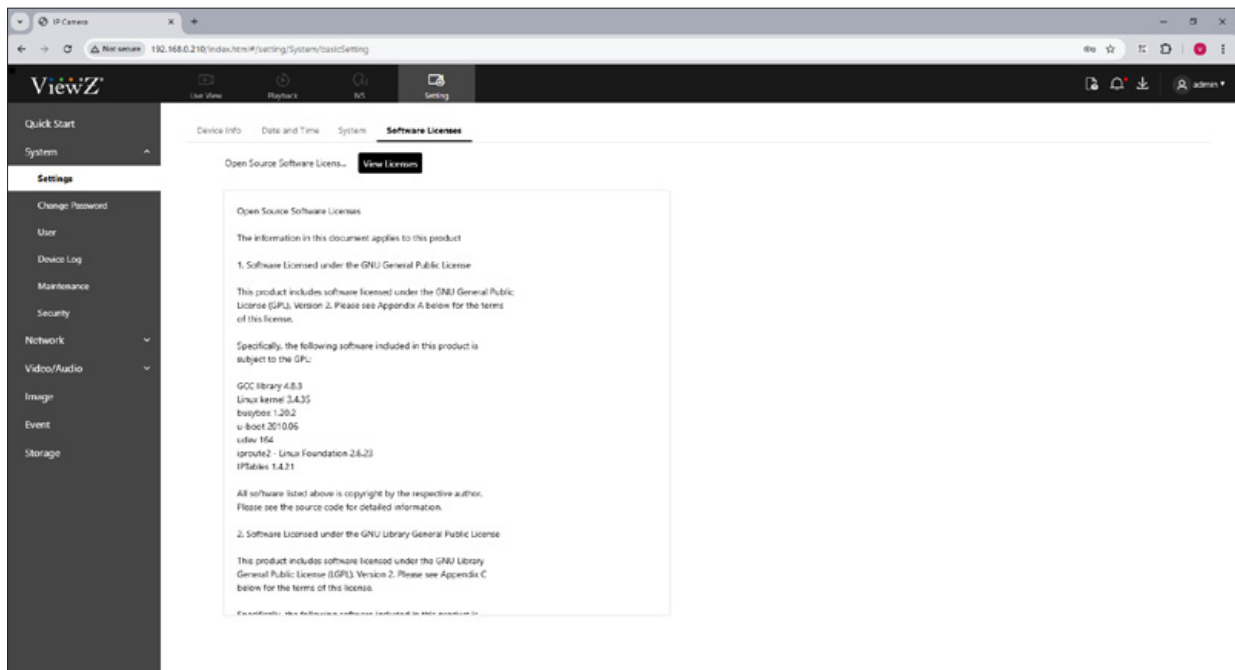 IP Camera
Not secure 192.168.0.210/index.html#/setting/System/basicSetting
ViewZ
Live View Playback IVS Setting
admin
Quick Start
System
Settings
Change Password
User
Device Log
Maintenance
Security
Network
Video/Audio
Image
Event
Storage
Device Info Date and Time System Software Licenses
Open Source Software Licens... View Licenses
Open Source Software Licenses
The information in this document applies to this product
1. Software Licensed under the GNU General Public License
This product includes software licensed under the GNU General Public
License (GPL), Version 2. Please see Appendix A below for the terms
of this license.
Specifically, the following software included in this product is
subject to the GPL:
GCC library 4.8.3
Linux kernel 3.4.35
busybox 1.20.2
u-boot 2010.06
udev 164
iproute2 - Linux Foundation 2.6.23
IPTables 1.4.21
All software listed above is copyright by the respective author.
Please see the source code for detailed information.
2. Software Licensed under the GNU Library General Public License
This product includes software licensed under the GNU Library
General Public License (LGPL), Version 2. Please see Appendix C
below for the terms of this license.
Specifically, the following software included in this product is